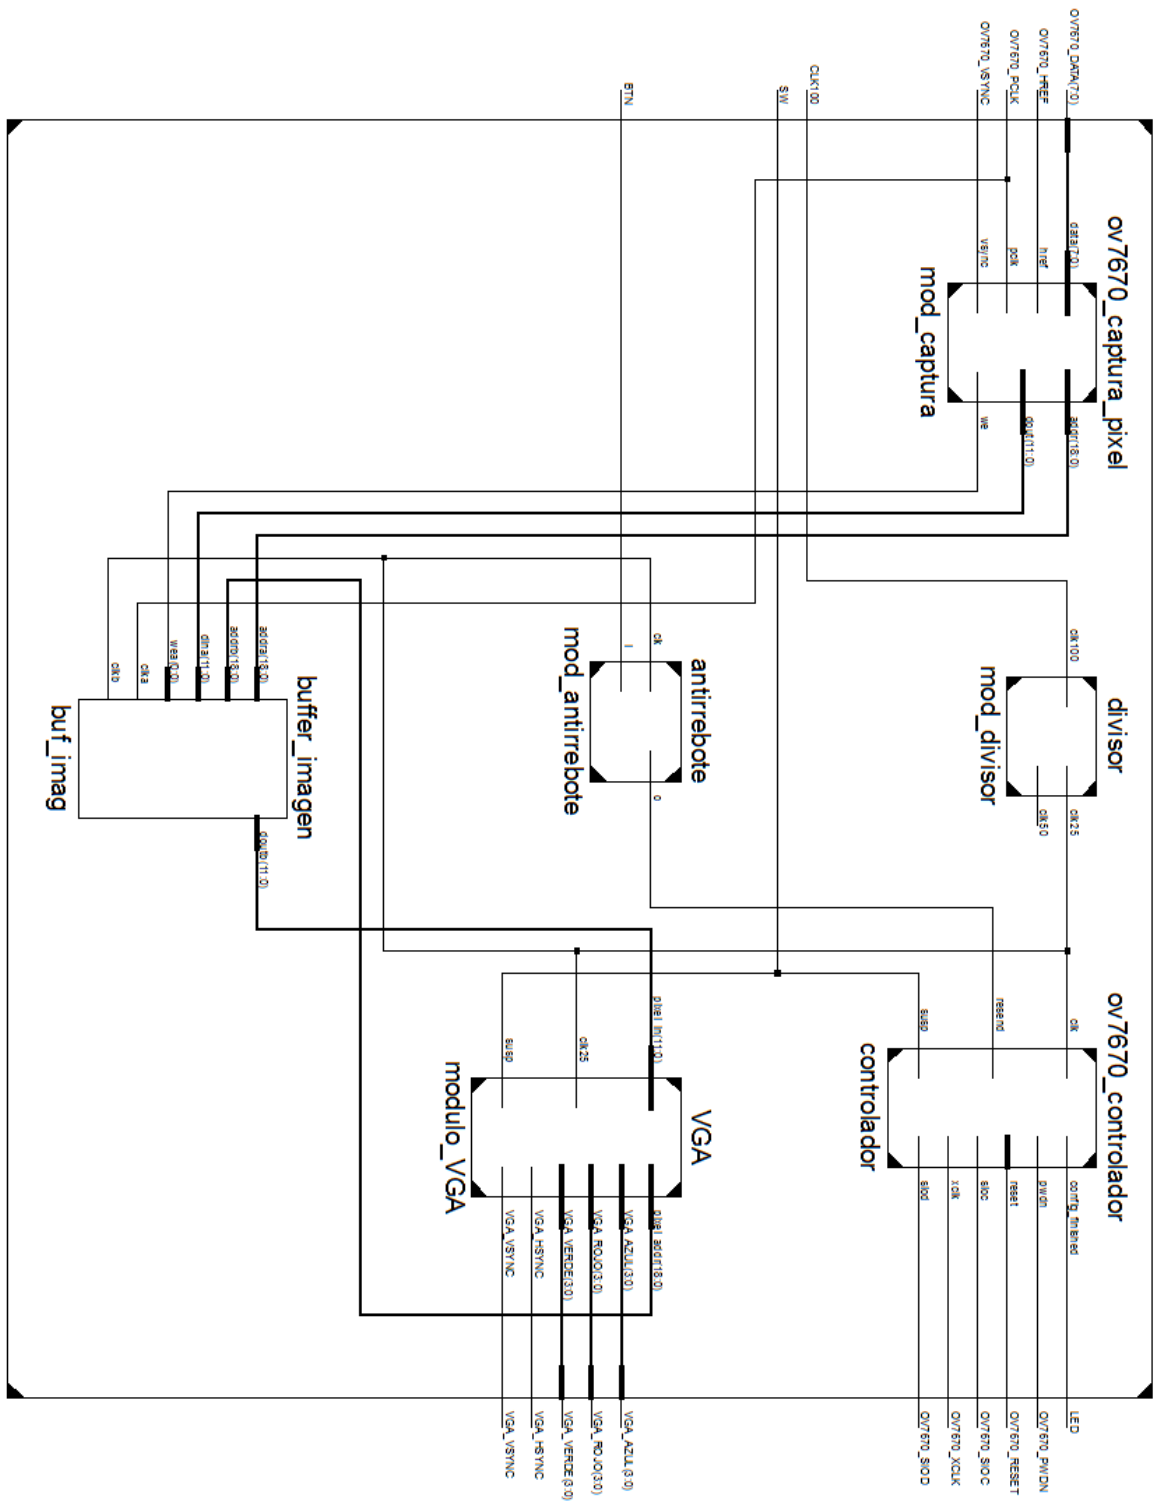 OV7670_DATA(7:0)
OV7670_HREF
OV7670_PCLK
OV7670_VSYNC
CLK100
SW
BTN
ov7670_captura_pixel
data(7:0)
href
pclk
vsync
addr(18:0)
dout(11:0)
we
mod_captura
divisor
clk100
clk25
clk50
mod_divisor
antirrebote
clk
i
o
mod_antirrebote
buffer_imagen
addra(18:0)
addrb(18:0)
dina(11:0)
wea(0:0)
clka
clkb
doutb(11:0)
buf_imag
ov7670_controlador
clk
resend
susp
config_finished
pwdn
reset
sioc
xclk
siod
controlador
VGA
pixel_in(11:0)
clk25
susp
pixel_addr(18:0)
VGA_AZUL(3:0)
VGA_ROJO(3:0)
VGA_VERDE(3:0)
VGA_HSYNC
VGA_VSYNC
modulo_VGA
LED
OV7670_PWDN
OV7670_RESET
OV7670_SIOC
OV7670_XCLK
OV7670_SIOD
VGA_AZUL(3:0)
VGA_ROJO(3:0)
VGA_VERDE(3:0)
VGA_HSYNC
VGA_VSYNC